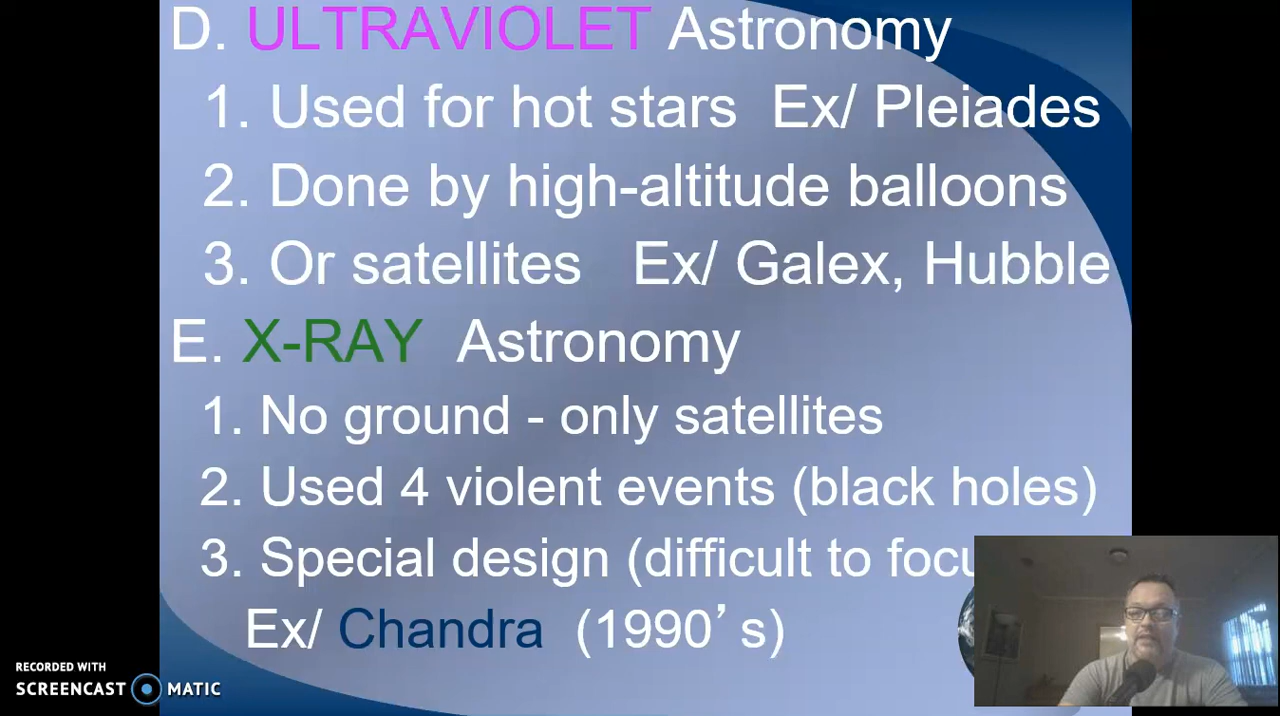 D. ULTRAVIOLET Astronomy
1. Used for hot stars Ex/ Pleiades
2. Done by high-altitude balloons
3. Or satellites Ex/ Galex, Hubble
E. X-RAY Astronomy
1. No ground - only satellites
2. Used 4 violent events (black holes)
3. Special design (difficult to
Ex/ Chandra (1990's)
RECORDED WITH
SCREENCAST MATIC